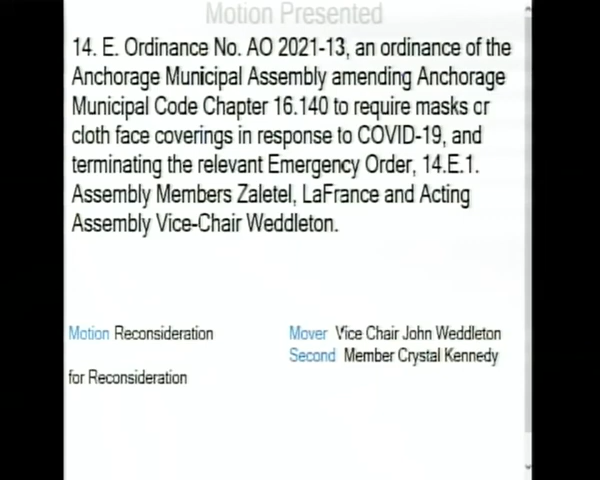 Motion Presented
14. E. Ordinance No. AO 2021-13, an ordinance of the
Anchorage Municipal Assembly amending Anchorage
Municipal Code Chapter 16.140 to require masks or
cloth face coverings in response to COVID-19, and
terminating the relevant Emergency Order, 14.E.1.
Assembly Members Zaletel, LaFrance and Acting
Assembly Vice-Chair Weddleton.
Motion Reconsideration Mover Vice Chair John Weddleton
Second Member Crystal Kennedy
for Reconsideration